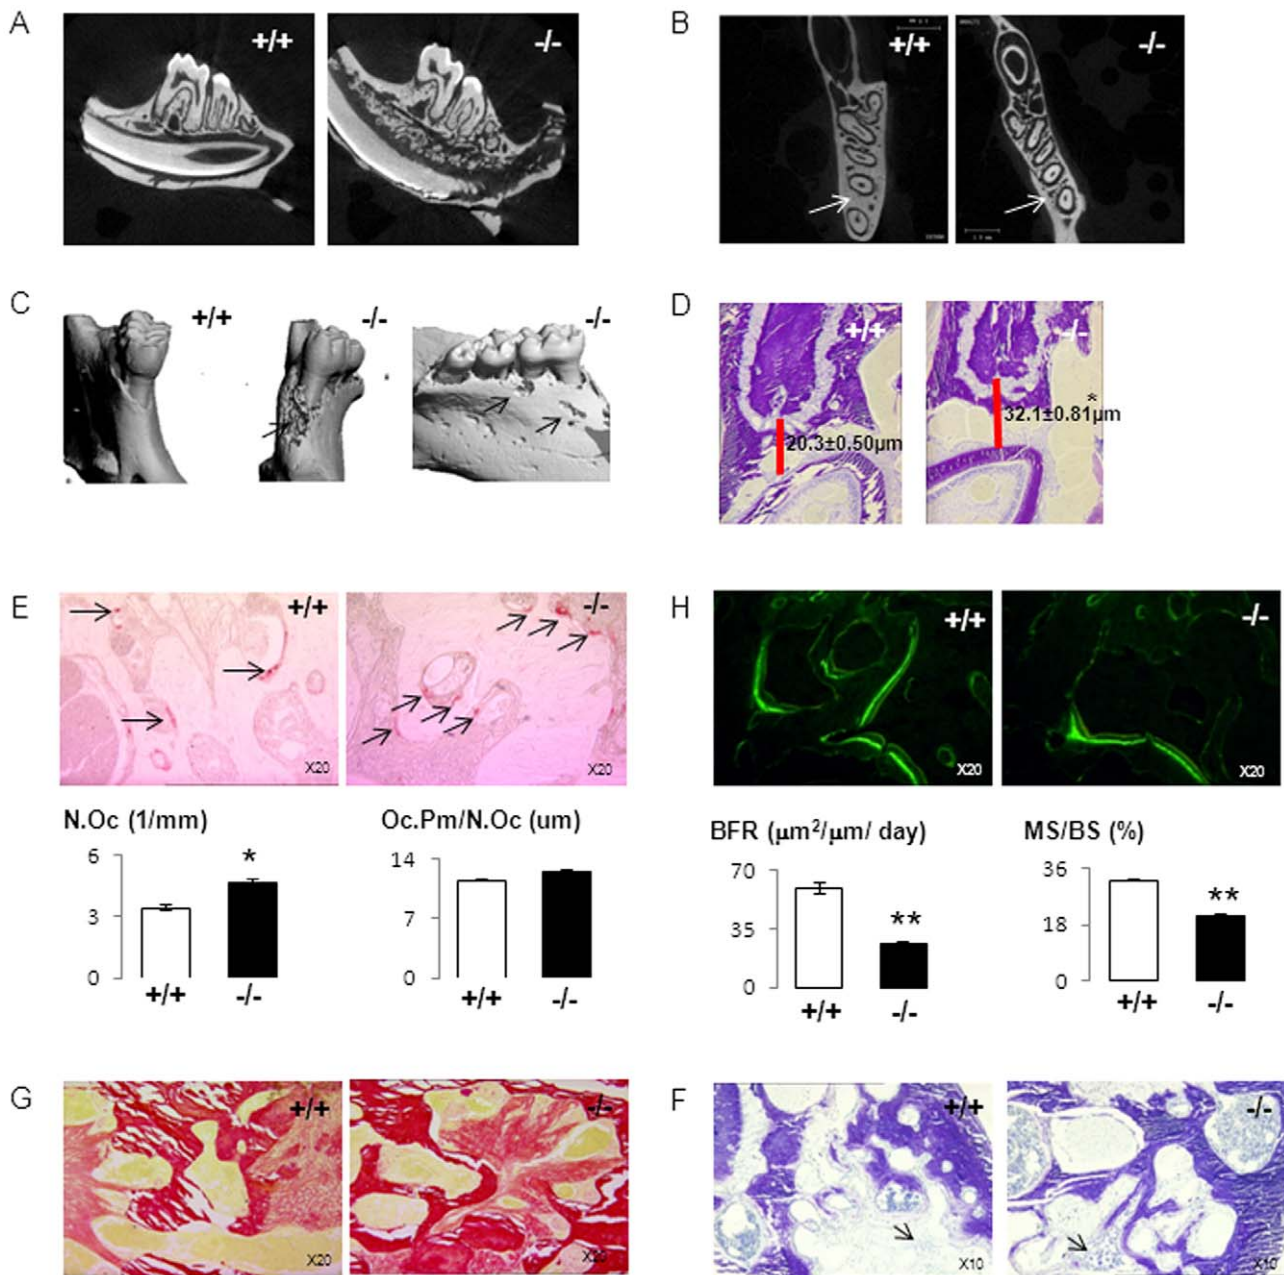 A
+/+
-/-
B
+/+
-/-
C
+/+
-/-
-/-
D
+/+
20.3±0.50µm
-/-
*
32.1±0.81µm
E
+/+
X20
-/-
X20
H
+/+
X20
-/-
X20
N.Oc (1/mm)
6
3
0
*
+/+
-/-
Oc.Pm/N.Oc (um)
14
7
0
+/+
-/-
BFR (µm²/µm/ day)
70
35
0
**
+/+
-/-
MS/BS (%)
36
18
0
**
+/+
-/-
G
+/+
X20
-/-
X20
F
+/+
X10
-/-
X10